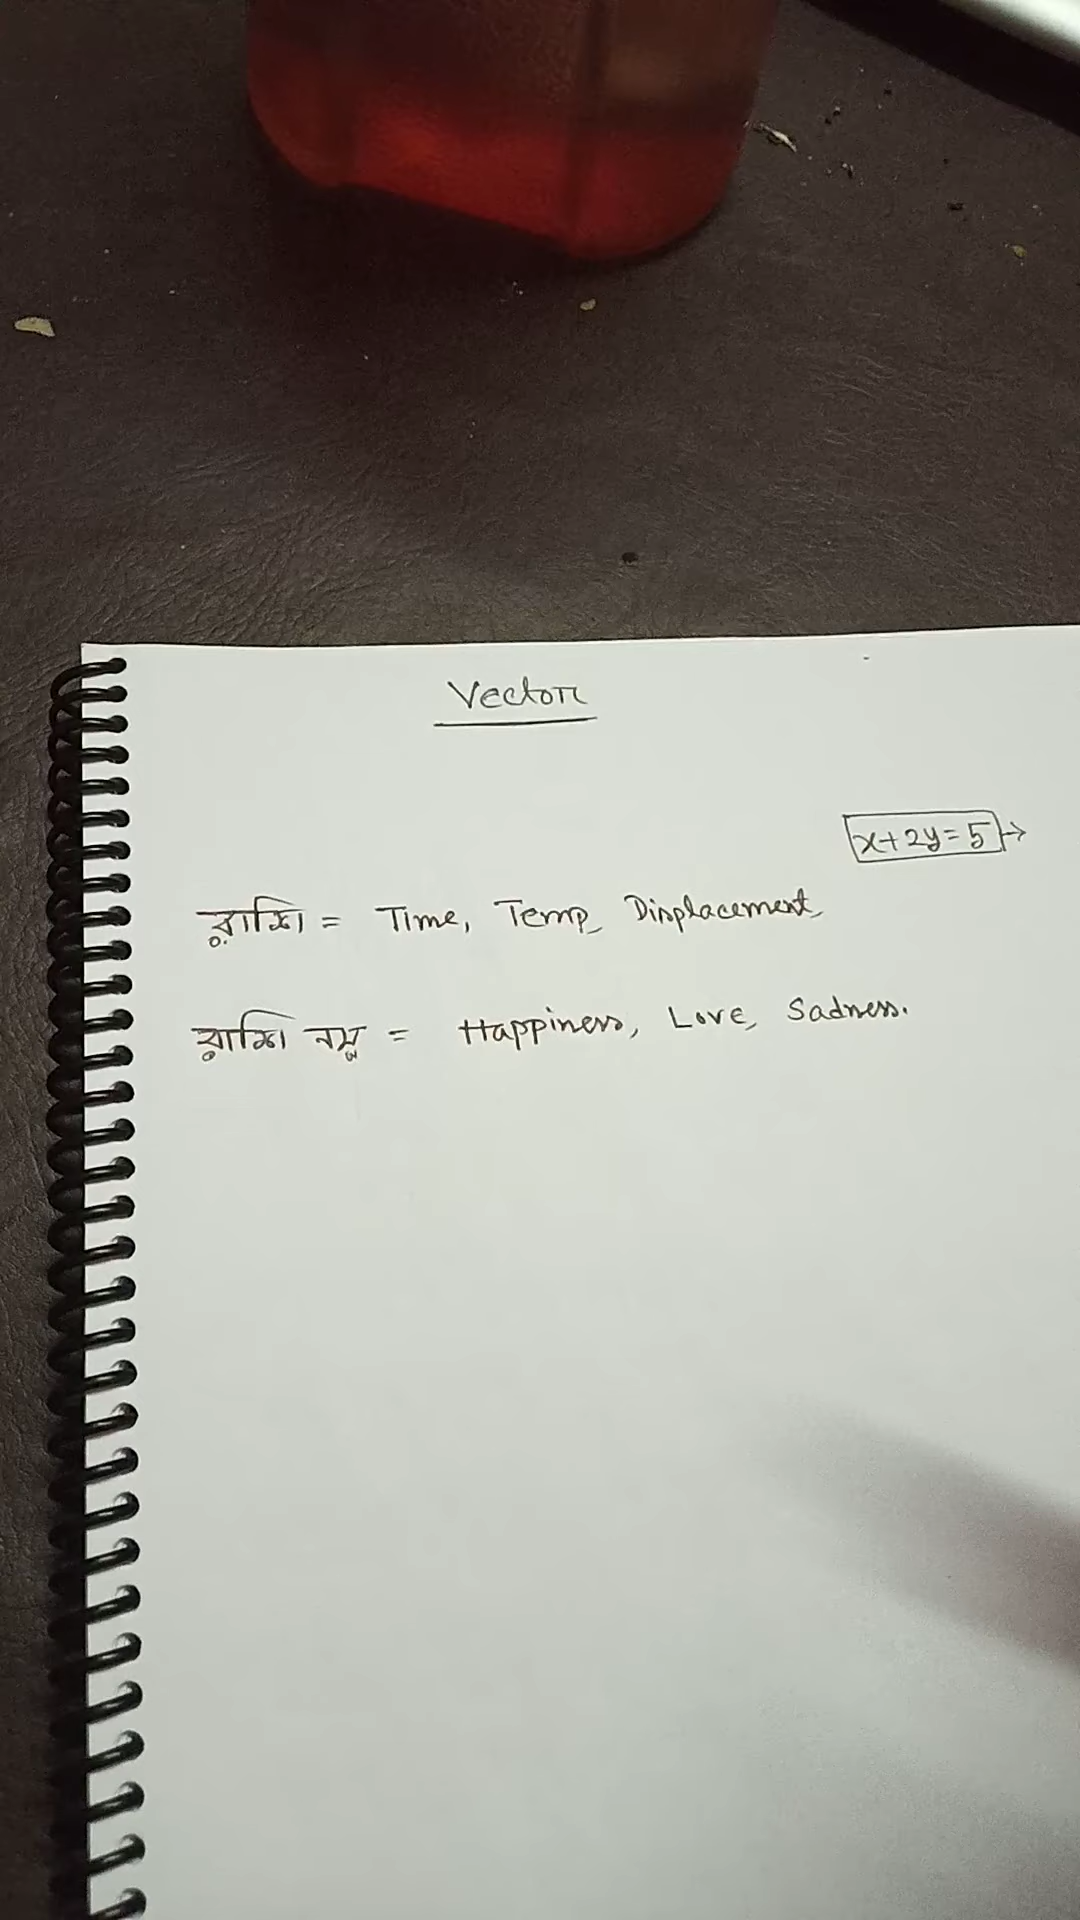 Vector
x+2y=5→
রাশি = Time, Temp, Displacement,
রাশি নয় = Happiness, Love, Sadness.